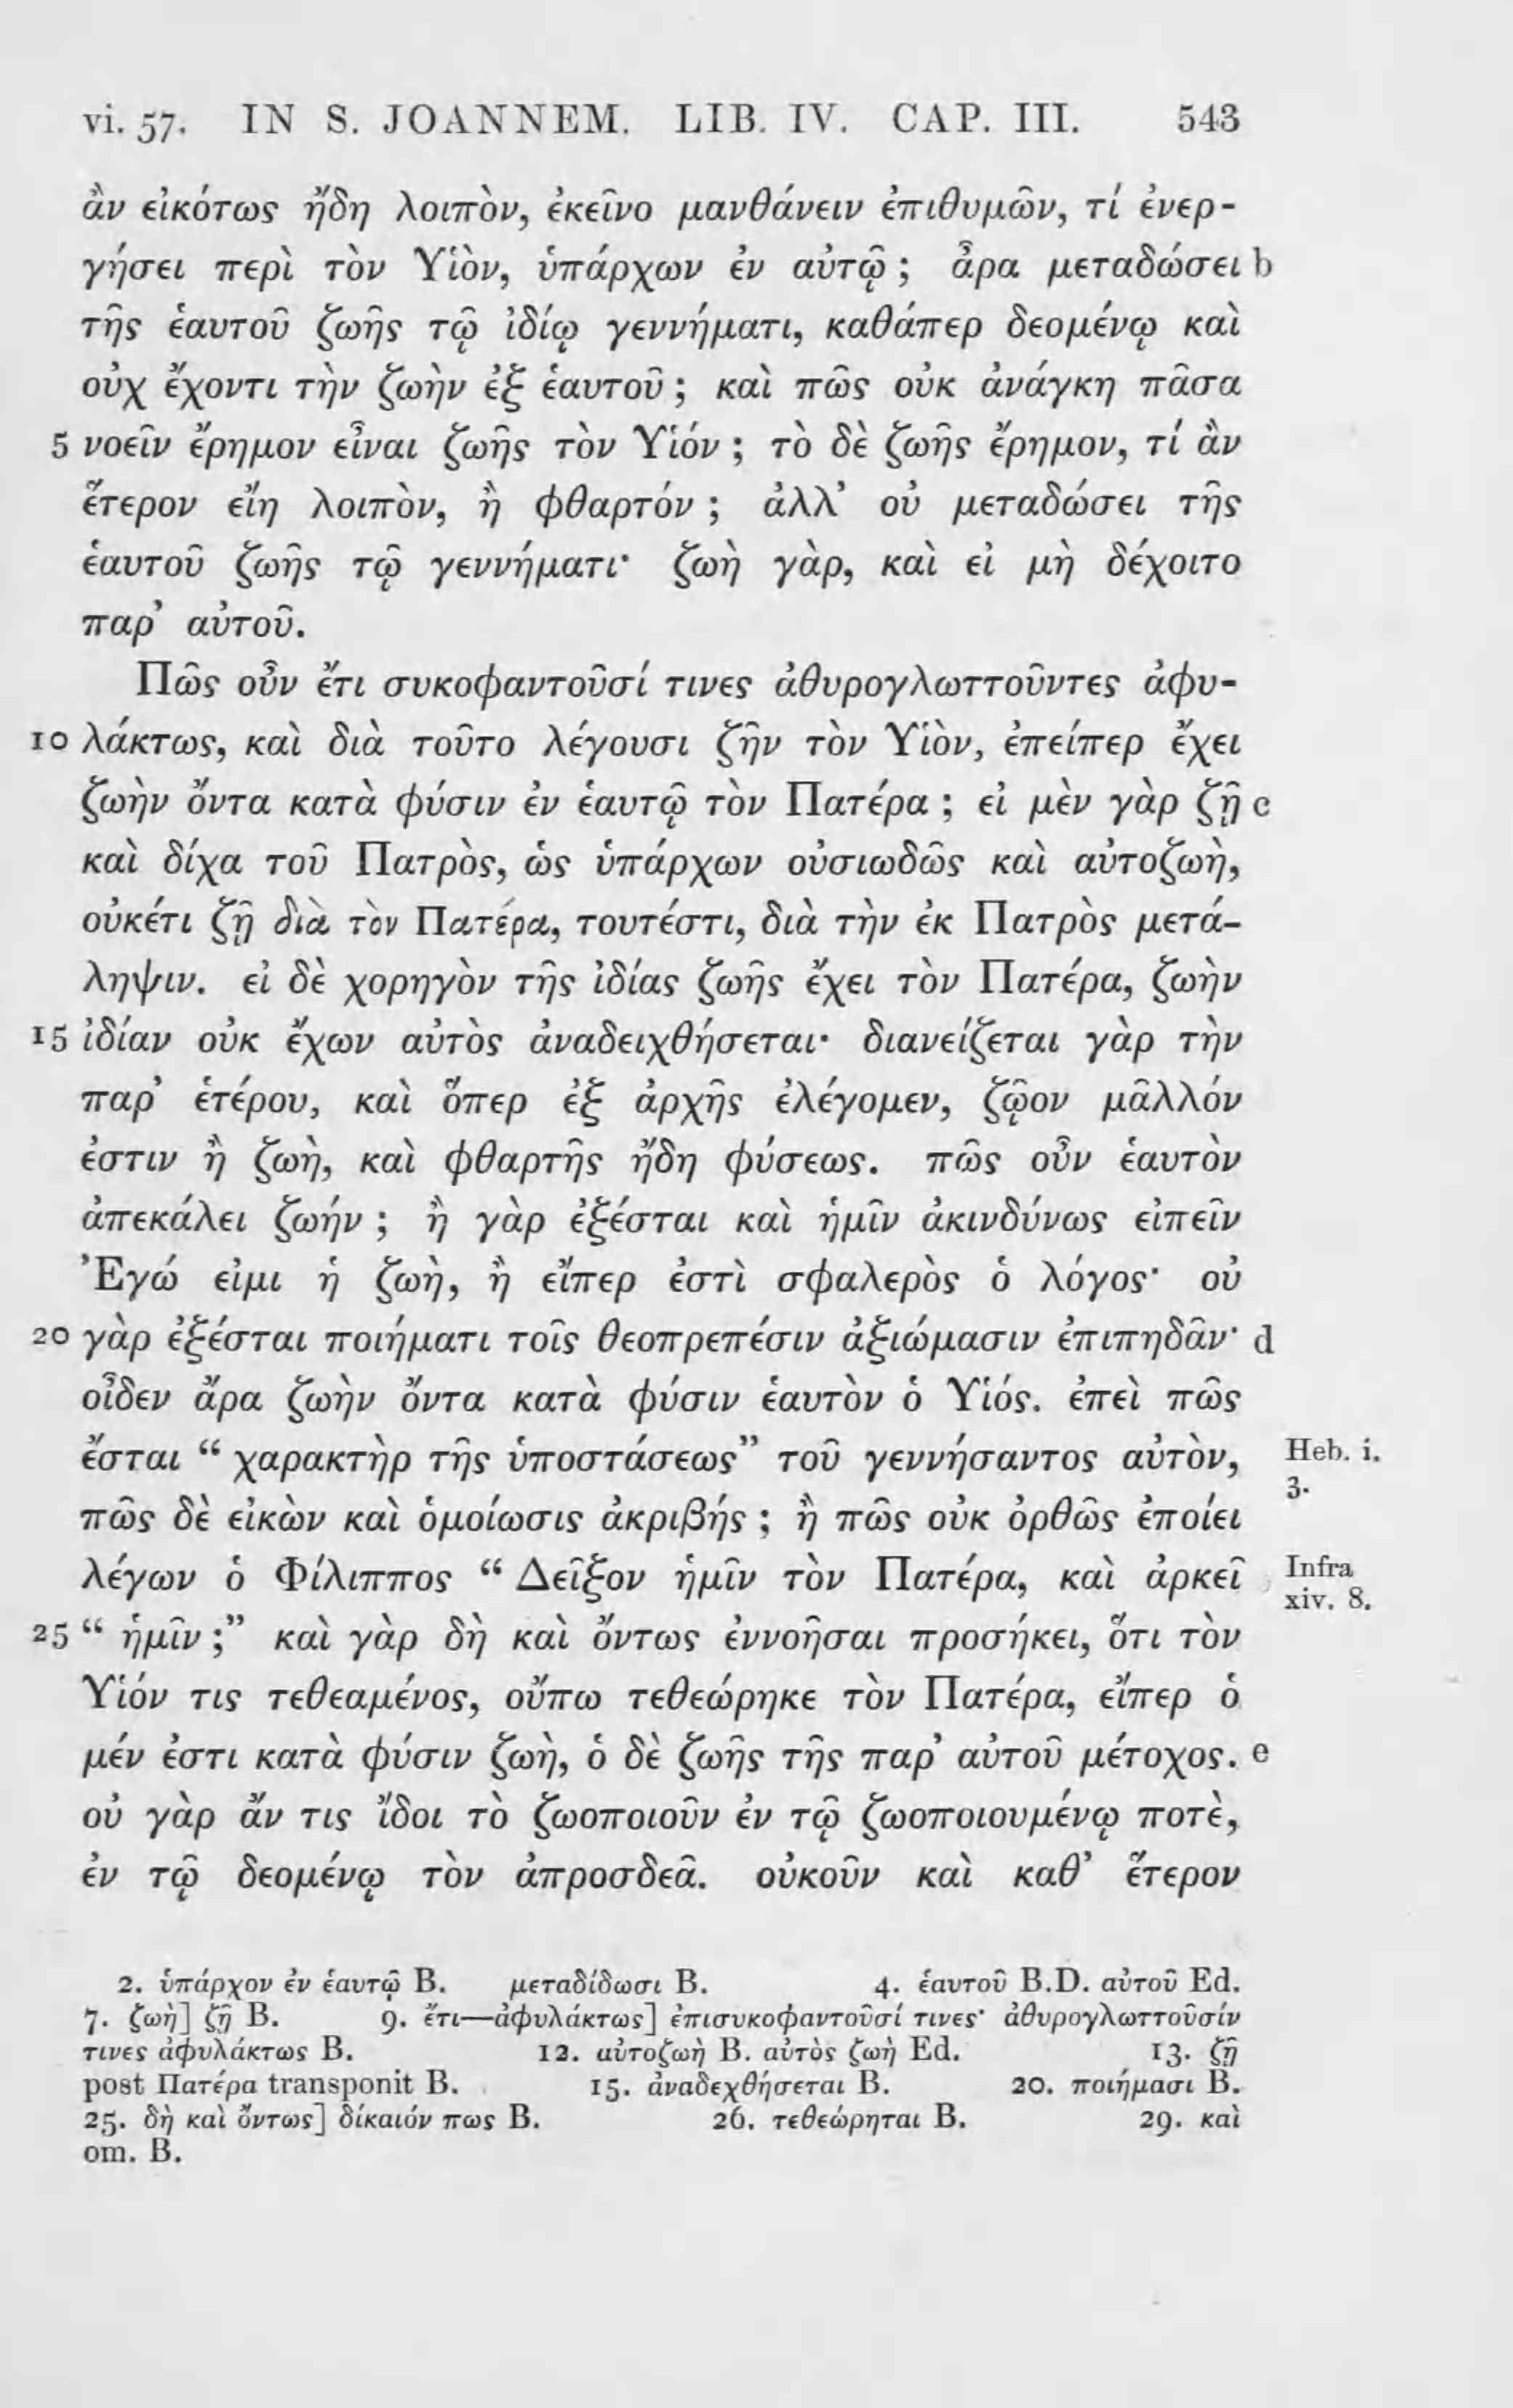 vi. 57. IN S. JOANNEM. LIB. IV. CAP. III. 543
ἂν εἰκότως ἤδη λοιπὸν, ἐκεῖνο μανθάνειν ἐπιθυμῶν, τί ἐνερ-
γήσει περὶ τὸν Υἱὸν, ὑπάρχων ἐν αὐτῷ ; ἆρα μεταδώσει b
τῆς ἑαυτοῦ ζωῆς τῷ ἰδίῳ γεννήματι, καθάπερ δεομένῳ καὶ
οὐχ ἔχοντι τὴν ζωὴν ἐξ ἑαυτοῦ ; καὶ πῶς οὐκ ἀνάγκη πᾶσα
5 νοεῖν ἔρημον εἶναι ζωῆς τὸν Υἱόν ; τὸ δὲ ζωῆς ἔρημον, τί ἂν
ἕτερον εἴη λοιπὸν, ἢ φθαρτόν ; ἀλλ’ οὐ μεταδώσει τῆς
ἑαυτοῦ ζωῆς τῷ γεννήματι· ζωὴ γὰρ, καὶ εἰ μὴ δέχοιτο
παρ’ αὐτοῦ.
Πῶς οὖν ἔτι συκοφαντοῦσί τινες ἀθυρογλωττοῦντες ἀφυ-
10 λάκτως, καὶ διὰ τοῦτο λέγουσι ζῆν τὸν Υἱὸν, ἐπείπερ ἔχει
ζωὴν ὄντα κατὰ φύσιν ἐν ἑαυτῷ τὸν Πατέρα ; εἰ μὲν γὰρ ζῇ c
καὶ δίχα τοῦ Πατρὸς, ὡς ὑπάρχων οὐσιωδῶς καὶ αὐτοζωὴ,
οὐκέτι ζῇ διὰ τὸν Πατέρα, τουτέστι, διὰ τὴν ἐκ Πατρὸς μετά-
ληψιν. εἰ δὲ χορηγὸν τῆς ἰδίας ζωῆς ἔχει τὸν Πατέρα, ζωὴν
15 ἰδίαν οὐκ ἔχων αὐτὸς ἀναδειχθήσεται· διανείζεται γὰρ τὴν
παρ’ ἑτέρου, καὶ ὅπερ ἐξ ἀρχῆς ἐλέγομεν, ζῷον μᾶλλόν
ἐστιν ἢ ζωὴ, καὶ φθαρτῆς ἤδη φύσεως. πῶς οὖν ἑαυτὸν
ἀπεκάλει ζωήν ; ἢ γὰρ ἐξέσται καὶ ἡμῖν ἀκινδύνως εἰπεῖν
Ἐγώ εἰμι ἡ ζωὴ, ἢ εἴπερ ἐστὶ σφαλερὸς ὁ λόγος· οὐ
20 γὰρ ἐξέσται ποιήματι τοῖς θεοπρεπέσιν ἀξιώμασιν ἐπιπηδᾶν· d
οἶδεν ἄρα ζωὴν ὄντα κατὰ φύσιν ἑαυτὸν ὁ Υἱός. ἐπεὶ πῶς
ἔσται “ χαρακτὴρ τῆς ὑποστάσεως” τοῦ γεννήσαντος αὐτὸν, Heb. i.
3.
πῶς δὲ εἰκὼν καὶ ὁμοίωσις ἀκριβής ; ἢ πῶς οὐκ ὀρθῶς ἐποίει
λέγων ὁ Φίλιππος “ Δεῖξον ἡμῖν τὸν Πατέρα, καὶ ἀρκεῖ Infra
xiv. 8.
25 “ ἡμῖν ;” καὶ γὰρ δὴ καὶ ὄντως ἐννοῆσαι προσήκει, ὅτι τὸν
Υἱόν τις τεθεαμένος, οὔπω τεθεώρηκε τὸν Πατέρα, εἴπερ ὁ
μέν ἐστι κατὰ φύσιν ζωὴ, ὁ δὲ ζωῆς τῆς παρ’ αὐτοῦ μέτοχος. e
οὐ γὰρ ἄν τις ἴδοι τὸ ζωοποιοῦν ἐν τῷ ζωοποιουμένῳ ποτὲ,
ἐν τῷ δεομένῳ τὸν ἀπροσδεᾶ. οὐκοῦν καὶ καθ’ ἕτερον
2. ὑπάρχον ἐν ἑαυτῷ B. μεταδίδωσι B. 4. ἑαυτοῦ B.D. αὐτοῦ Ed.
7. ζωὴ] ζῇ B. 9. ἔτι—ἀφυλάκτως] ἐπισυκοφαντοῦσί τινες· ἀθυρογλωττοῦσίν
τινες ἀφυλάκτως B. 12. αὐτοζωὴ B. αὐτὸς ζωὴ Ed. 13. ζῇ
post Πατέρα transponit B. 15. ἀναδεχθήσεται B. 20. ποιήμασι B.
25. δὴ καὶ ὄντως] δίκαιόν πως B. 26. τεθεώρηται B. 29. καὶ
om. B.